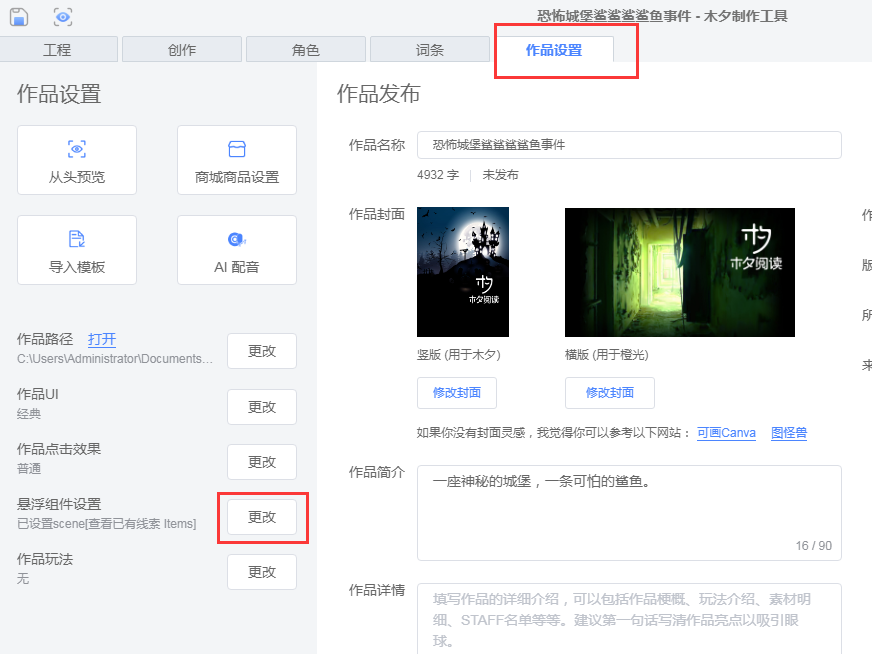 恐怖城堡鲨鲨鲨鲨鱼事件 - 木夕制作工具
工程
创作
角色
词条
作品设置
作品设置
从头预览
商城商品设置
导入模板
AI 配音
作品路径 打开
C:\Users\Administrator\Documents...
更改
作品UI
经典
更改
作品点击效果
普通
更改
悬浮组件设置
已设置scene[查看已有线索 Items]
更改
作品玩法
无
更改
作品发布
作品名称
恐怖城堡鲨鲨鲨鲨鱼事件
4932 字
未发布
作品封面
木夕
木夕阅读
木夕
木夕阅读
竖版 (用于木夕)
横版 (用于橙光)
修改封面
修改封面
如果你没有封面灵感，我觉得你可以参考以下网站： 可画Canva 图怪兽
作品简介
一座神秘的城堡，一条可怕的鲨鱼。
16 / 90
作品详情
填写作品的详细介绍，可以包括作品梗概、玩法介绍、素材明
细、STAFF名单等等。建议第一句话写清作品亮点以吸引眼
球。